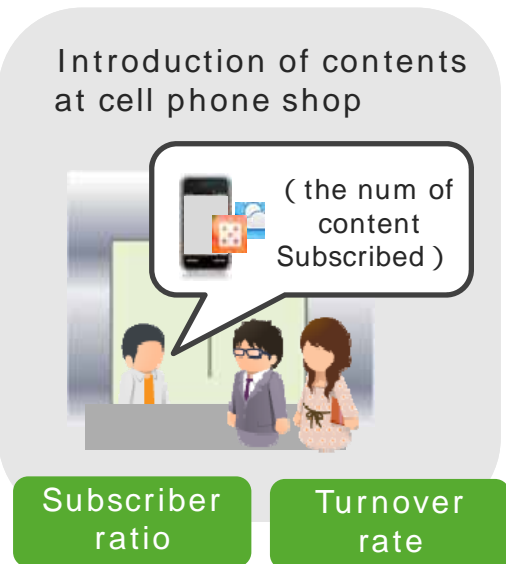 Introduction of contents
at cell phone shop
( the num of
content
Subscribed )
Subscriber
ratio
Turnover
rate